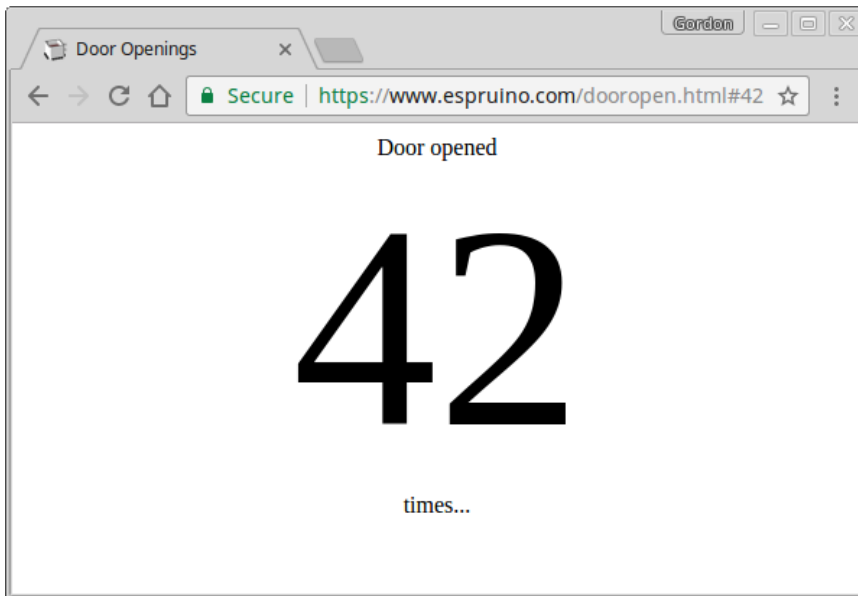 Gordon
Door Openings
Secure https://www.espruino.com/dooropen.html#42
Door opened
42
times...